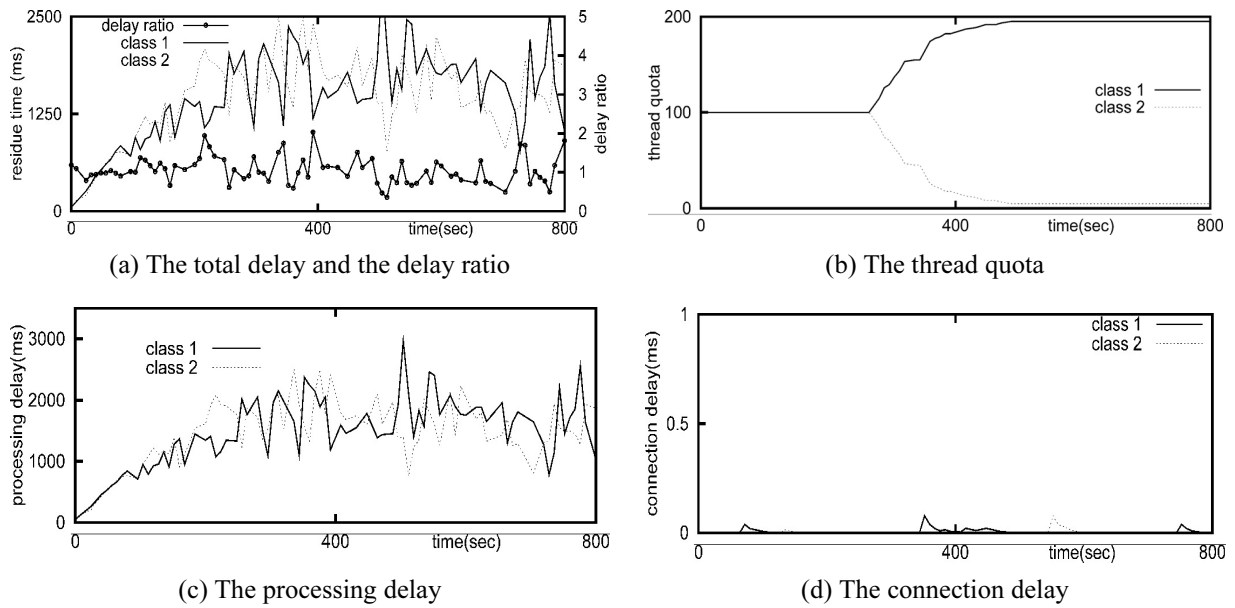 2500
5
delay ratio
class 1
class 2
4
3
1250
2
1
0
0
0
400
time(sec)
800
residue time (ms)
delay ratio
(a) The total delay and the delay ratio
200
100
0
class 1
class 2
0
400
time(sec)
800
thread quota
(b) The thread quota
3000
2000
1000
0
class 1
class 2
0
400
time(sec)
800
processing delay(ms)
(c) The processing delay
1
0.5
0
class 1
class 2
0
400
time(sec)
800
connection delay(ms)
(d) The connection delay